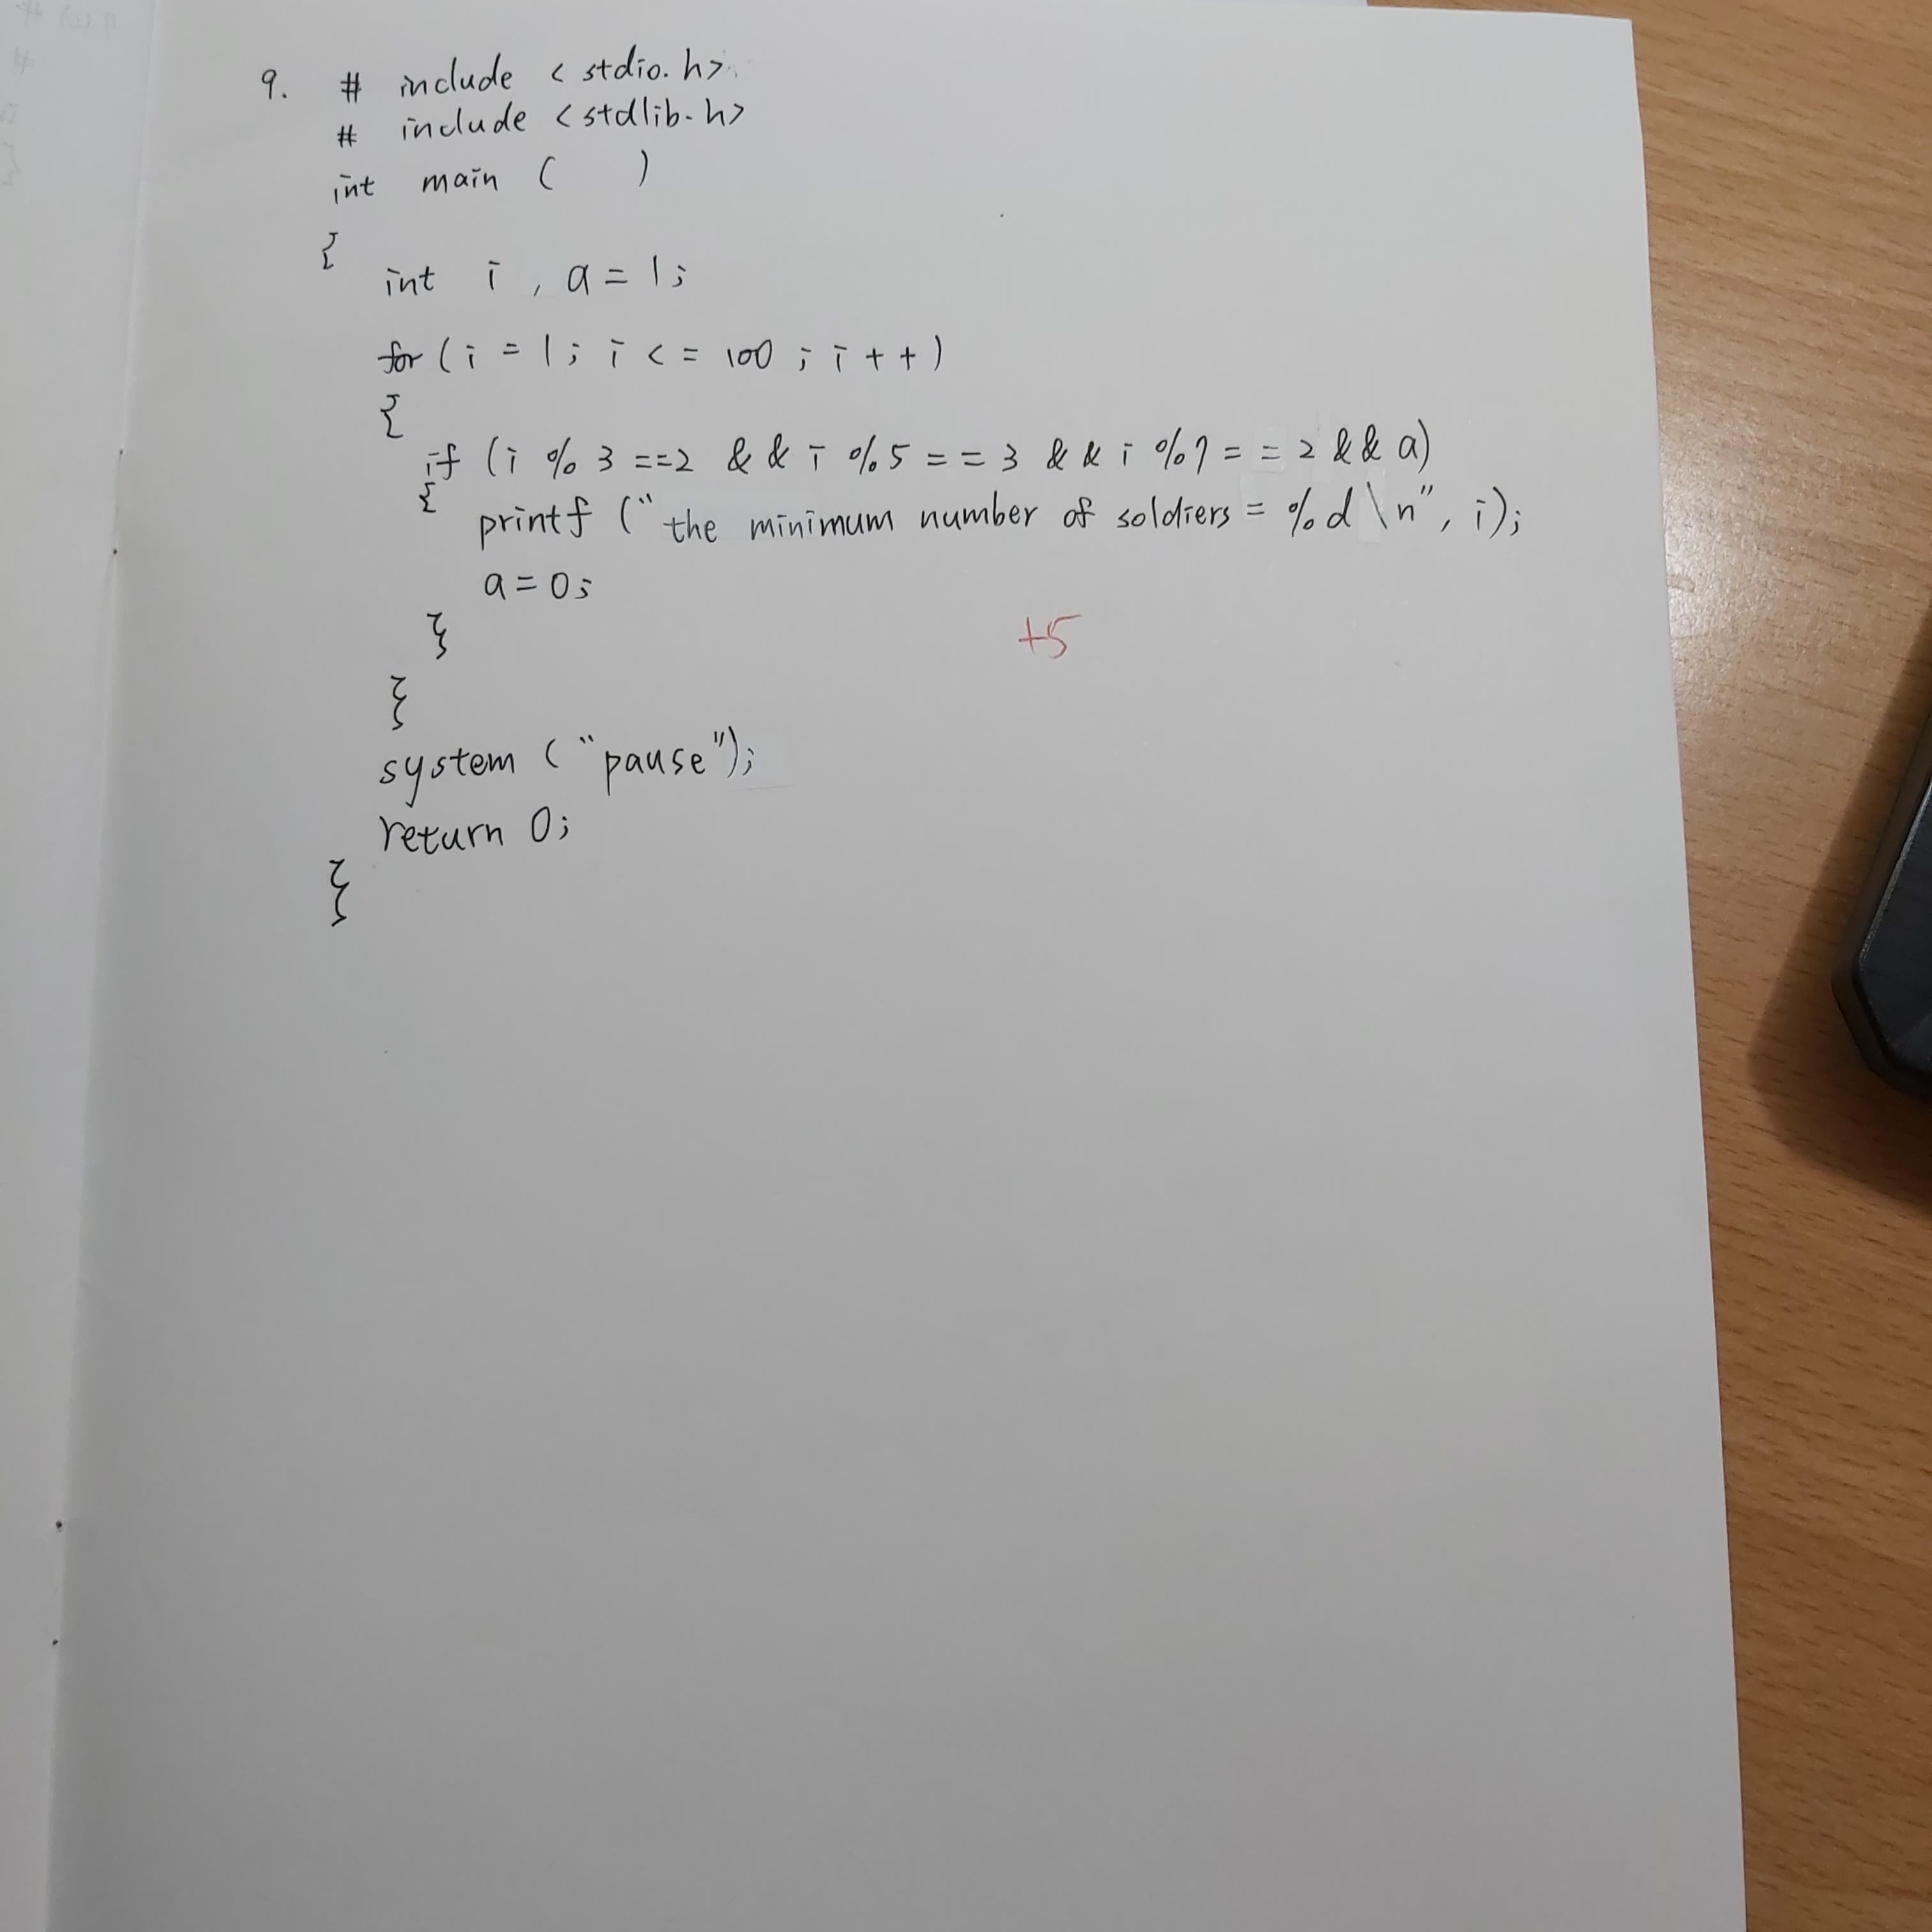 9. # include < stdio.h>
# include <stdlib.h>
int main ( )
{
int i , a = 1;
for ( i = 1 ; i < = 100 ; i + + )
{
if ( i % 3 ==2 && i % 5 == 3 && i % 7 == 2 && a)
{
printf ("the minimum number of soldiers = %d \n", i);
a = 0;
}
+5
}
system ( "pause");
return 0;
}